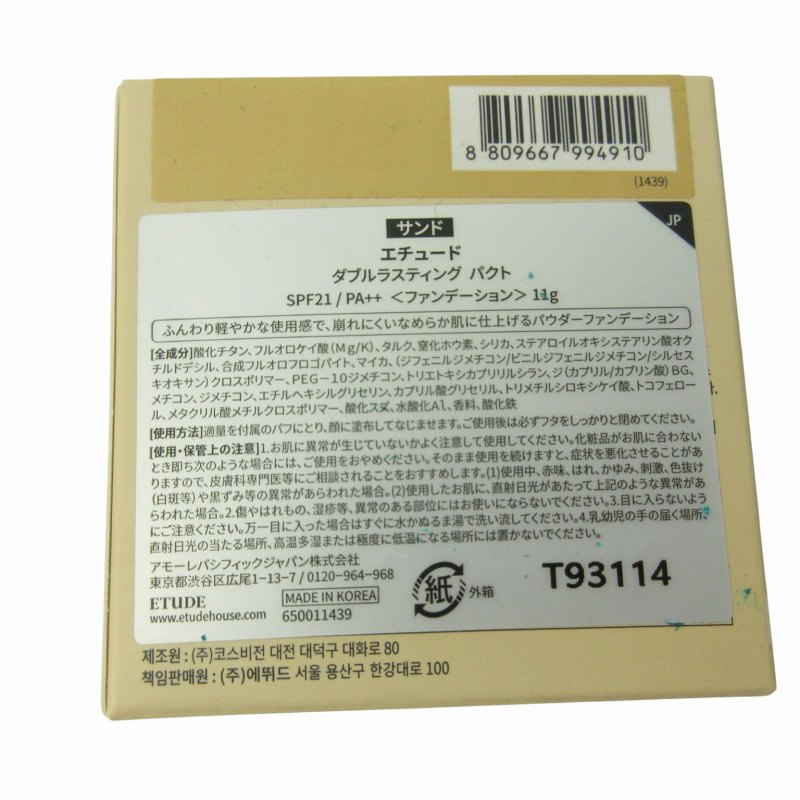 8 809667 994910
(1439)
サンド
JP
エチュード
ダブルラスティング パクト
SPF21 / PA++ <ファンデーション> 11g
ふんわり軽やかな使用感で、崩れにくいなめらか肌に仕上げるパウダーファンデーション
[全成分]酸化チタン、フルオロケイ酸(Mg/K)、タルク、窒化ホウ素、シリカ、ステアロイルオキシステアリン酸オク
チルドデシル、合成フルオロフロゴパイト、マイカ、(ジフェニルジメチコン/ビニルジフェニルジメチコン/シルセス
キオキサン)クロスポリマー、PEG-10ジメチコン、トリエトキシカプリリルシラン、ジ(カプリル/カプリン酸)BG、
メチコン、ジメチコン、エチルヘキシルグリセリン、カプリル酸グリセリル、トリメチルシロキシケイ酸、トコフェロー
ル、メタクリル酸メチルクロスポリマー、酸化スズ、水酸化Al、香料、酸化鉄
[使用方法]適量を付属のパフにとり、顔に塗布してなじませます。ご使用後は必ずフタをしっかりと閉めてください。
[使用・保管上の注意]1.お肌に異常が生じていないかよく注意して使用してください。化粧品がお肌に合わない
とき即ち次のような場合には、ご使用をおやめください。そのまま使用を続けますと、症状を悪化させることがあ
りますので、皮膚科専門医等にご相談されることをおすすめします。(1)使用中、赤味、はれ、かゆみ、刺激、色抜け
(白斑等)や黒ずみ等の異常があらわれた場合。(2)使用したお肌に、直射日光があたって上記のような異常があ
らわれた場合。2.傷やはれもの、湿疹等、異常のある部位にはお使いにならないでください。3.目に入らないよう
にご注意ください。万一目に入った場合はすぐに水かぬるま湯で洗い流してください。4.乳幼児の手の届く場所、
直射日光の当たる場所、高温多湿または極度に低温になる場所には置かないでください。
アモーレパシフィックジャパン株式会社
東京都渋谷区広尾1-13-7 / 0120-964-968
ETUDE MADE IN KOREA
www.etudehouse.com 650011439
紙 外箱
T93114
제조원 : (주)코스비전 대전 대덕구 대화로 80
책임판매원 : (주)에뛰드 서울 용산구 한강대로 100